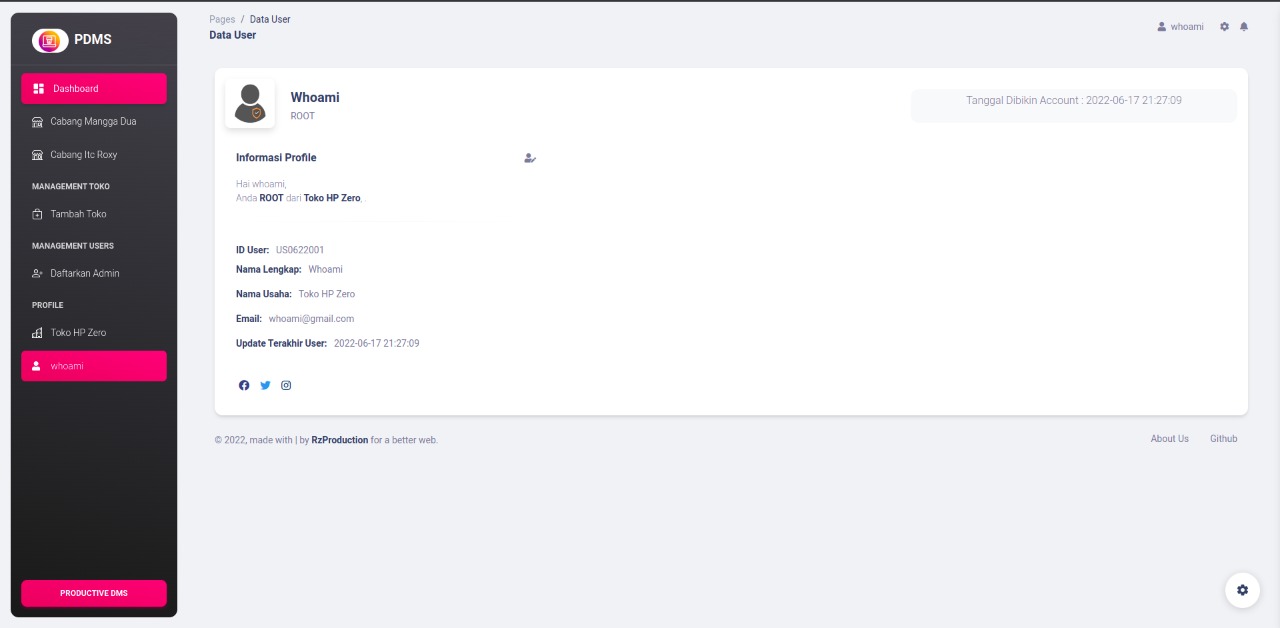 PDMS
Dashboard
Cabang Mangga Dua
Cabang Itc Roxy
MANAGEMENT TOKO
Tambah Toko
MANAGEMENT USERS
Daftarkan Admin
PROFILE
Toko HP Zero
whoami
PRODUCTIVE DMS
Pages / Data User
Data User
whoami
Whoami
ROOT
Tanggal Dibikin Account : 2022-06-17 21:27:09
Informasi Profile
Hai whoami,
Anda ROOT dari Toko HP Zero, .
ID User: US0622001
Nama Lengkap: Whoami
Nama Usaha: Toko HP Zero
Email: whoami@gmail.com
Update Terakhir User: 2022-06-17 21:27:09
© 2022, made with | by RzProduction for a better web.
About Us Github